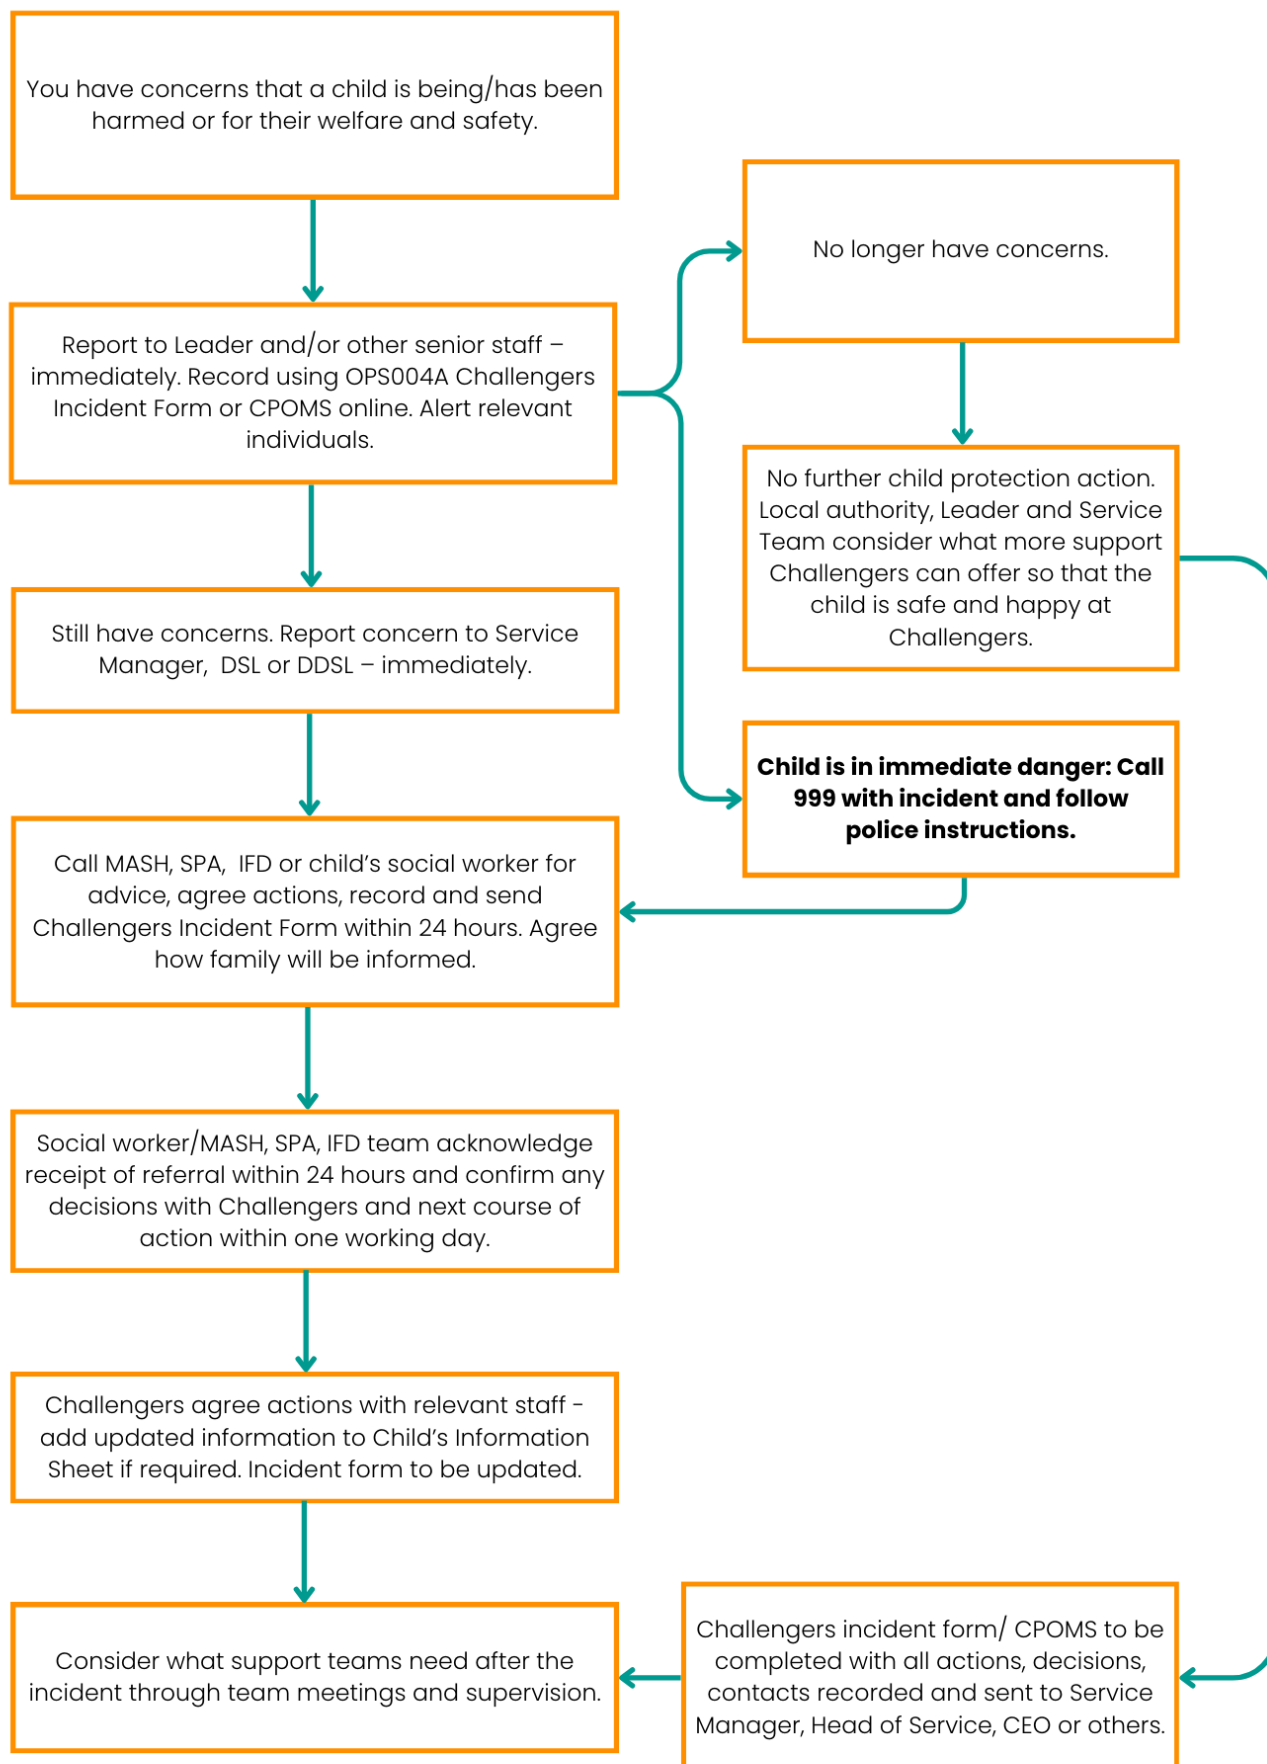 You have concerns that a child is being/has been
harmed or for their welfare and safety.
No longer have concerns.
Report to Leader and/or other senior staff –
immediately. Record using OPS004A Challengers
Incident Form or CPOMS online. Alert relevant
individuals.
No further child protection action.
Local authority, Leader and Service
Team consider what more support
Challengers can offer so that the
child is safe and happy at
Challengers.
Still have concerns. Report concern to Service
Manager, DSL or DDSL – immediately.
Child is in immediate danger: Call
999 with incident and follow
police instructions.
Call MASH, SPA, IFD or child's social worker for
advice, agree actions, record and send
Challengers Incident Form within 24 hours. Agree
how family will be informed.
Social worker/MASH, SPA, IFD team acknowledge
receipt of referral within 24 hours and confirm any
decisions with Challengers and next course of
action within one working day.
Challengers agree actions with relevant staff -
add updated information to Child's Information
Sheet if required. Incident form to be updated.
Challengers incident form/ CPOMS to be
completed with all actions, decisions,
contacts recorded and sent to Service
Manager, Head of Service, CEO or others.
Consider what support teams need after the
incident through team meetings and supervision.